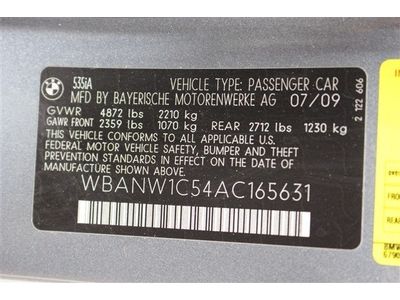 BMW
535iA VEHICLE TYPE: PASSENGER CAR
MFD BY BAYERISCHE MOTORENWERKE AG 07/09
GVWR 4872 lbs 2210 kg
GAWR FRONT 2359 lbs 1070 kg REAR 2712 lbs 1230 kg
THIS VEHICLE CONFORMS TO ALL APPLICABLE
FEDERAL MOTOR VEHICLE SAFETY, BUMPER, AND
THEFT PREVENTION STANDARDS IN EFFECT ON THE
DATE OF MANUFACTURE SHOWN ABOVE.
WBANW1C54AC165631
2 122 606
BMW